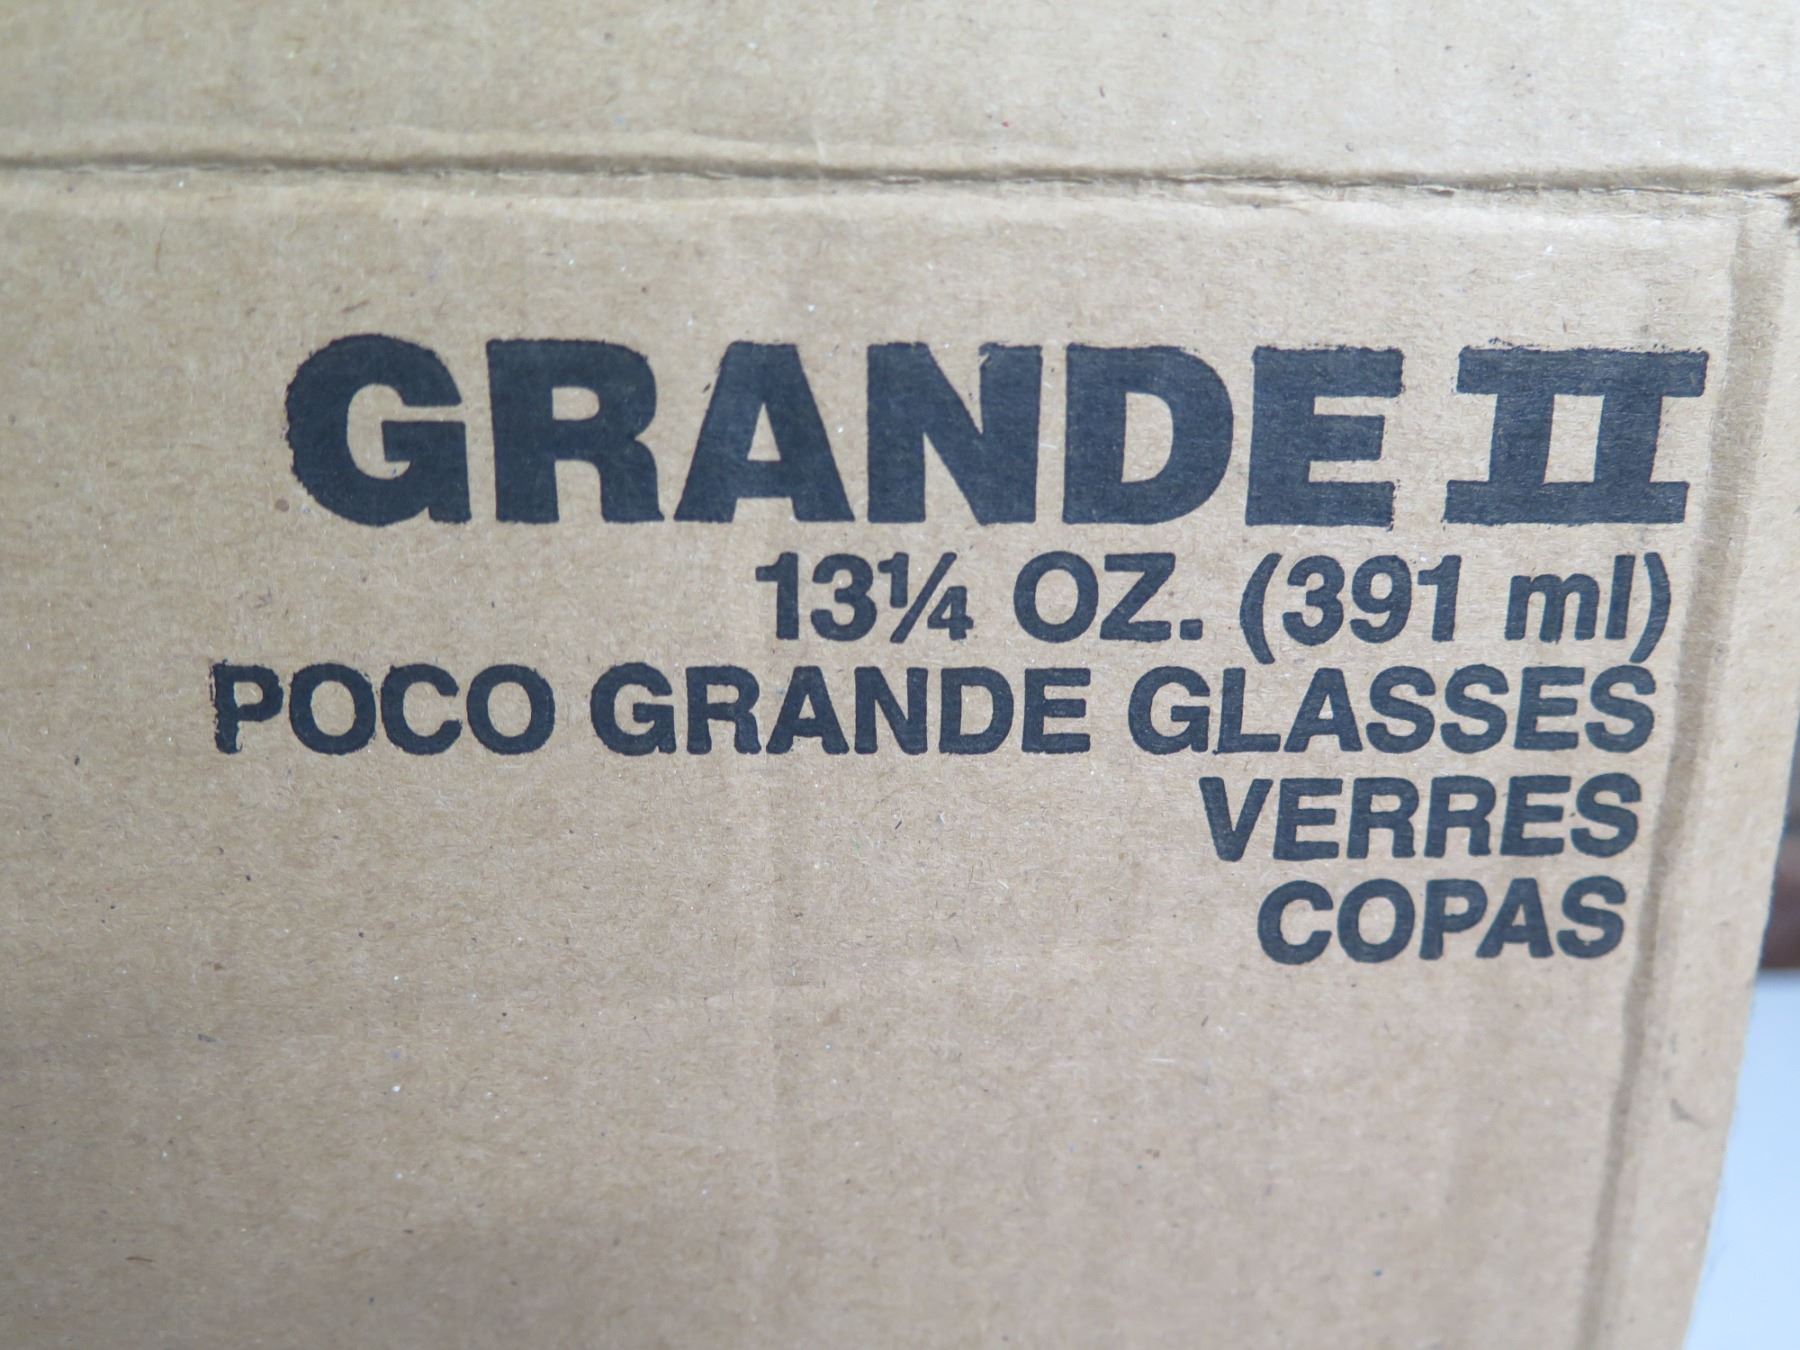 GRANDE II
13¼ OZ. (391 ml)
POCO GRANDE GLASSES
VERRES
COPAS